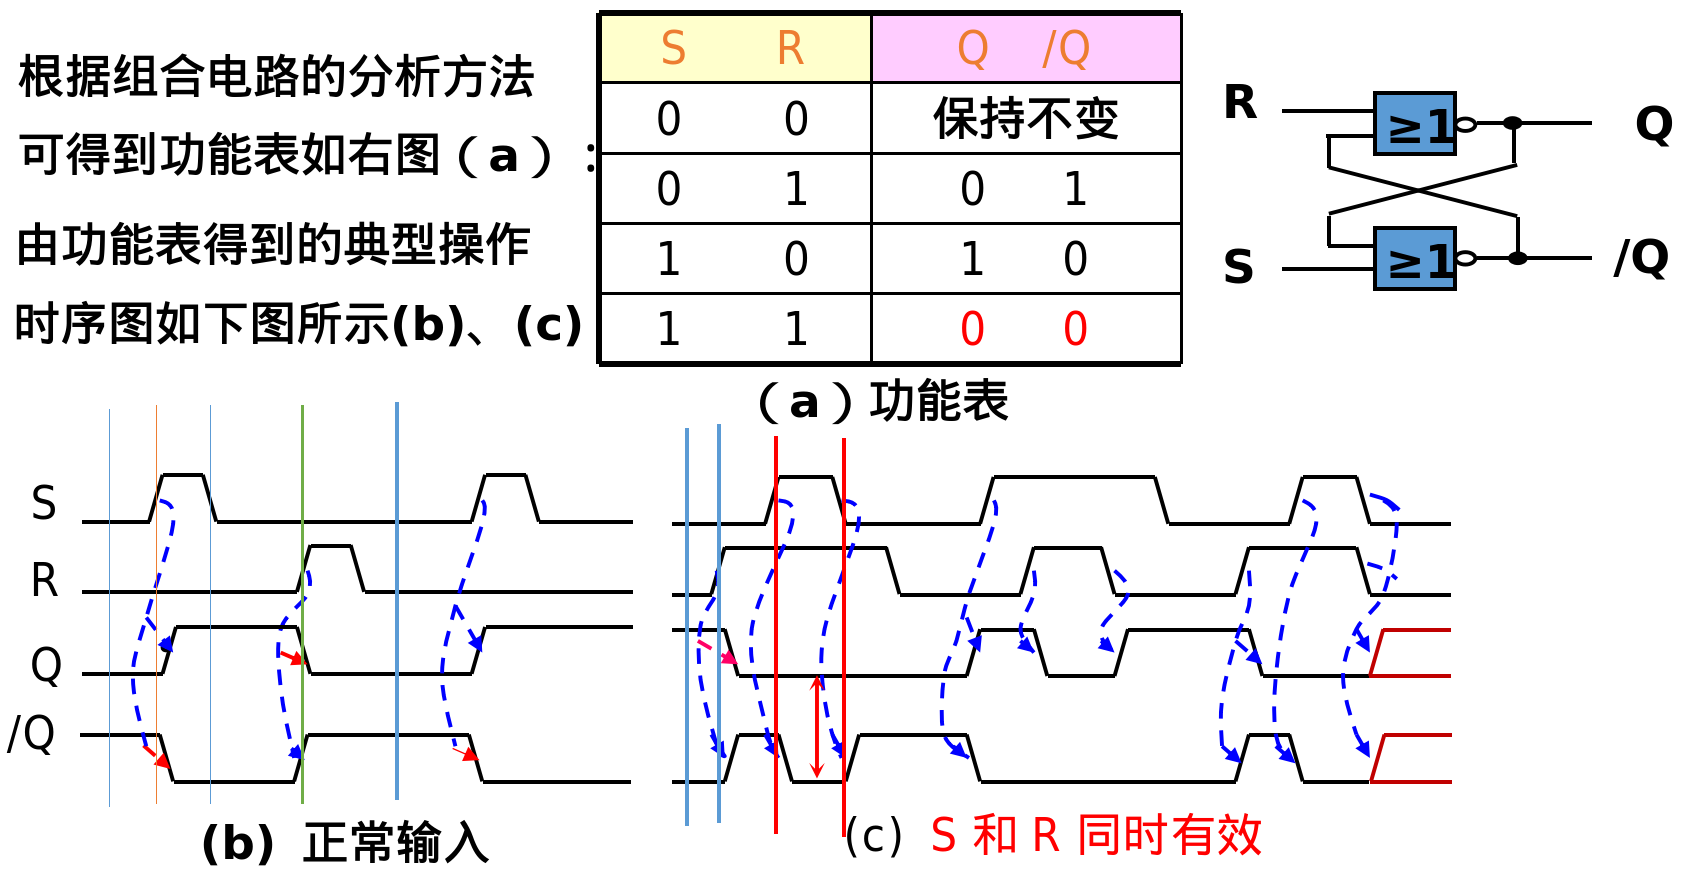 根据组合电路的分析方法
可得到功能表如右图（a）：
由功能表得到的典型操作
时序图如下图所示(b)、(c)
S R Q /Q
0 0 保持不变
0 1 0 1
1 0 1 0
1 1 0 0
（a）功能表
R
≥1
Q
S
≥1
/Q
S
R
Q
/Q
(b) 正常输入
(c) S 和 R 同时有效